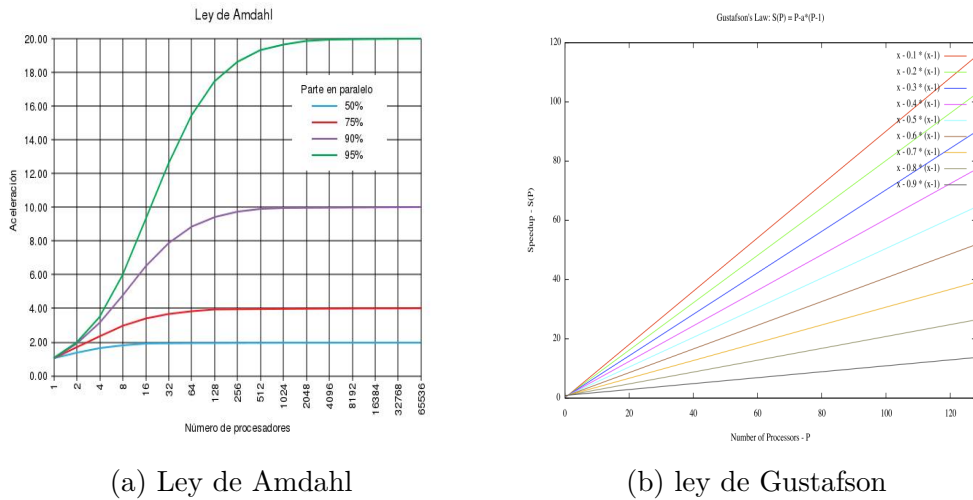 Ley de Amdahl
20.00
18.00
16.00
14.00
12.00
10.00
8.00
6.00
4.00
2.00
0.00
Aceleración
Parte en paralelo
50%
75%
90%
95%
1
2
4
8
16
32
64
128
256
512
1024
2048
4096
8192
16384
32768
65536
Número de procesadores
(a) Ley de Amdahl
Gustafson's Law: S(P) = P-a*(P-1)
120
100
80
60
40
20
0
Speedup - S(P)
x - 0.1 * (x-1)
x - 0.2 * (x-1)
x - 0.3 * (x-1)
x - 0.4 * (x-1)
x - 0.5 * (x-1)
x - 0.6 * (x-1)
x - 0.7 * (x-1)
x - 0.8 * (x-1)
x - 0.9 * (x-1)
0
20
40
60
80
100
120
Number of Processors - P
(b) ley de Gustafson